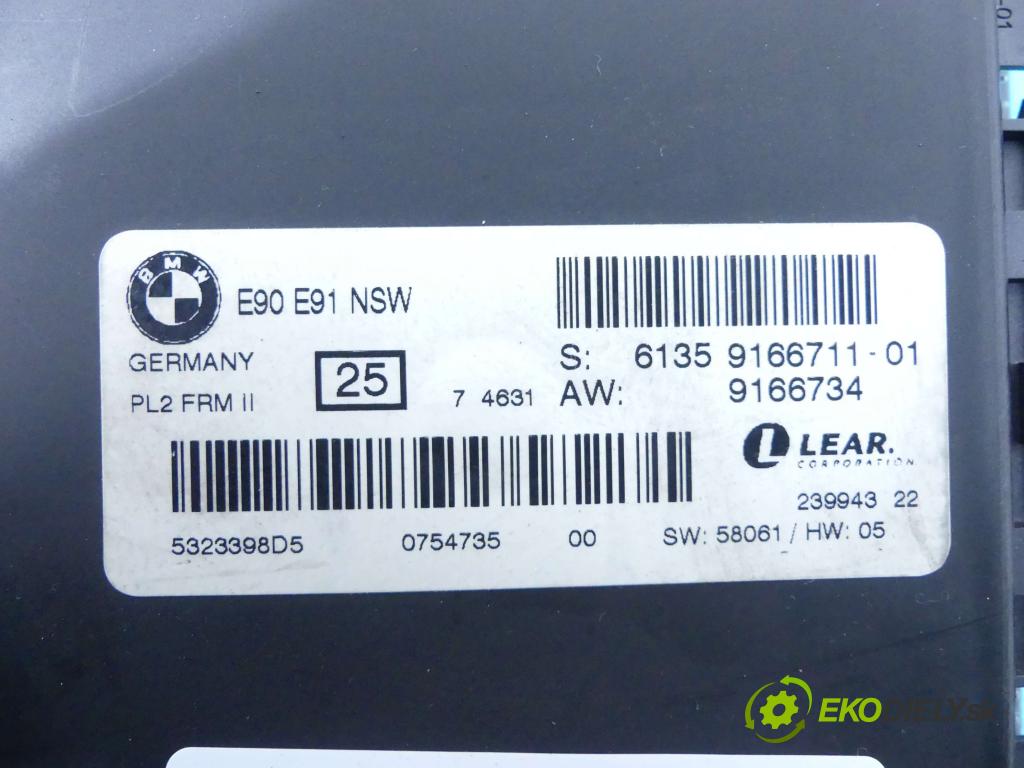 -01
BMW
E90 E91 NSW
GERMANY
PL2 FRM II
25
7 4631
S: 6135 9166711-01
AW: 9166734
L LEAR.
CORPORATION
239943 22
5323398D5 0754735 00 SW: 58061 / HW: 05
EKODIELY.sk